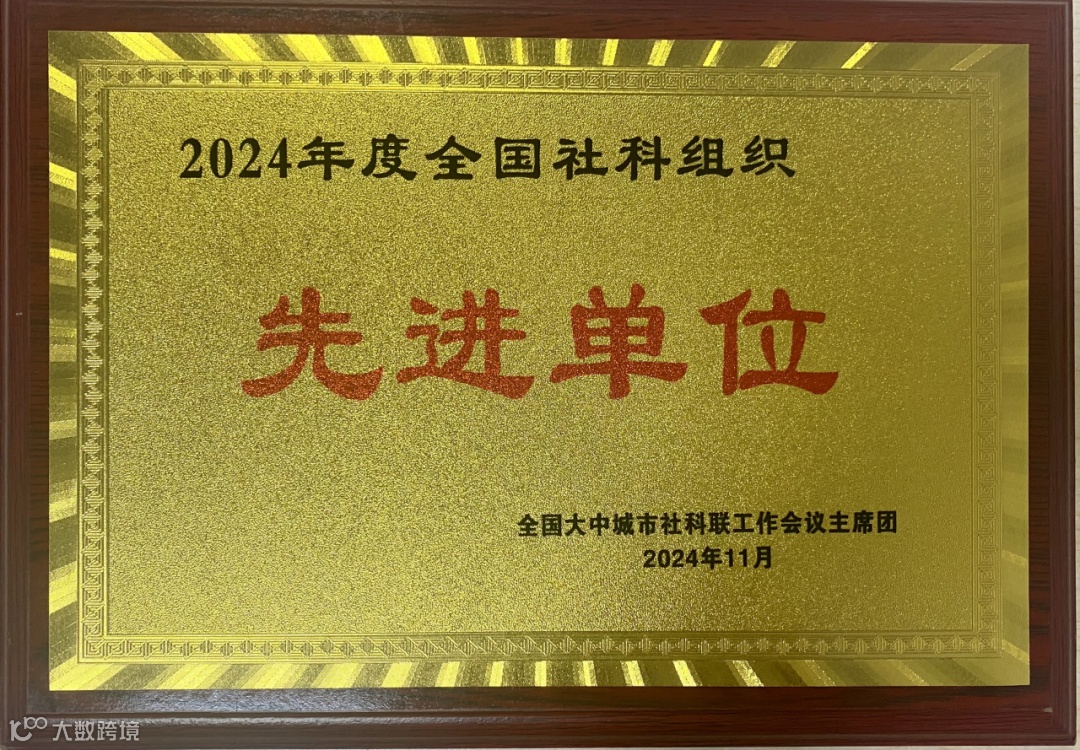 2024年度全国社科组织
先进单位
全国大中城市社科联工作会议主席团
2024年11月
大数跨境